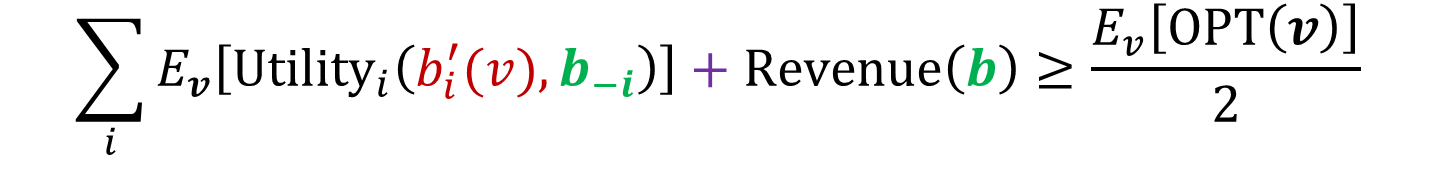 ∑_i E_v[Utility_i(b'_i(v), b_{-i})] + Revenue(b) ≥ E_v[OPT(v)] / 2